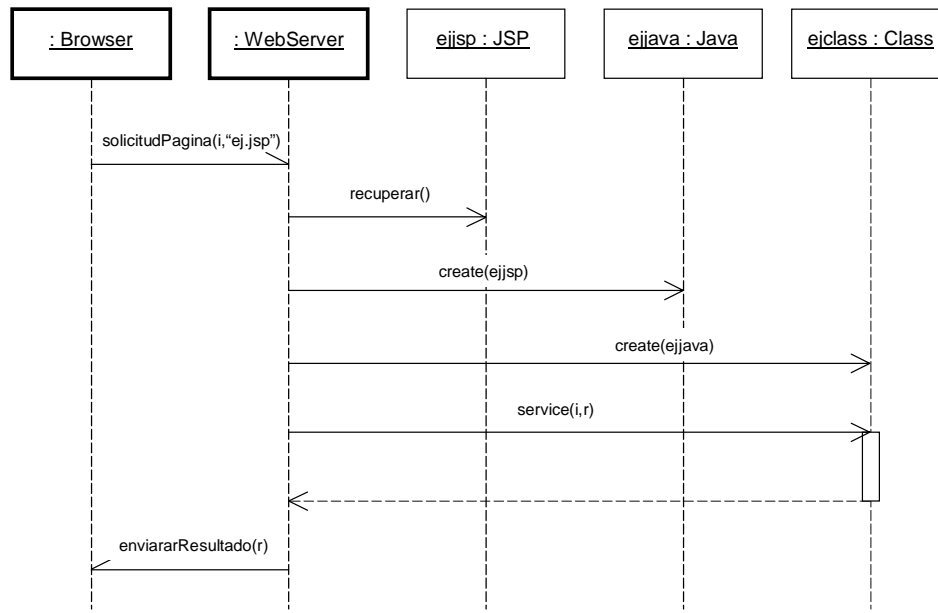 : Browser
: WebServer
ejjsp : JSP
ejjava : Java
ejclass : Class
solicitudPagina(i,“ej.jsp”)
recuperar()
create(ejjsp)
create(ejjava)
service(i,r)
enviararResultado(r)